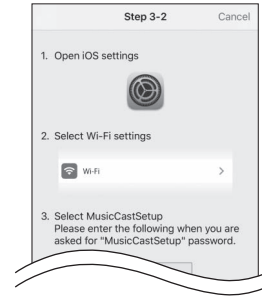 Step 3-2 Cancel
1. Open iOS settings
2. Select Wi-Fi settings
Wi-Fi
3. Select MusicCastSetup
Please enter the following when you are
asked for "MusicCastSetup" password.